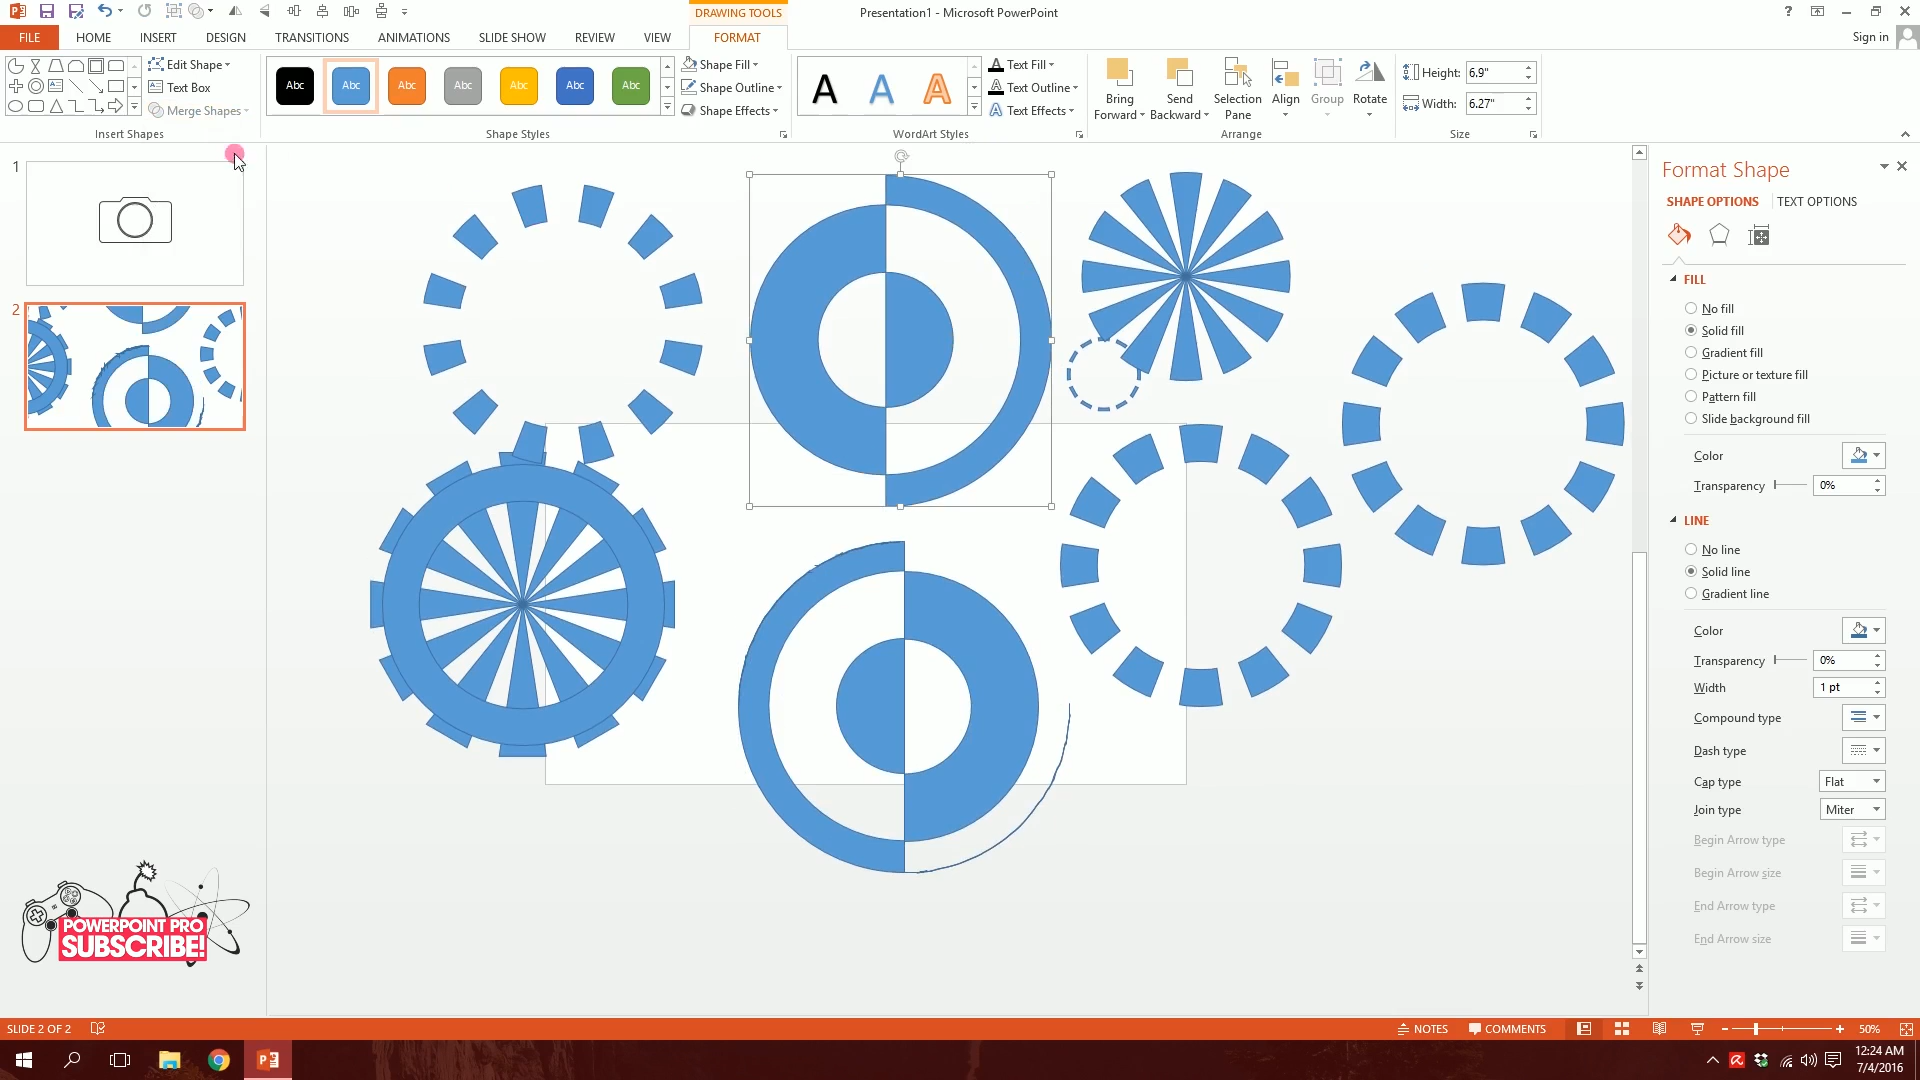 DRAWING TOOLS
Presentation1 - Microsoft PowerPoint
?
FILE
HOME
INSERT
DESIGN
TRANSITIONS
ANIMATIONS
SLIDE SHOW
REVIEW
VIEW
FORMAT
Sign in
Edit Shape
Text Box
Merge Shapes
Insert Shapes
Abc
Abc
Abc
Abc
Abc
Abc
Abc
Shape Fill
Shape Outline
Shape Effects
Shape Styles
A
A
A
Text Fill
Text Outline
Text Effects
WordArt Styles
Bring
Forward
Send
Backward
Selection
Pane
Align
Group
Rotate
Arrange
Height:
6.9"
Width:
6.27"
Size
1
2
Format Shape
SHAPE OPTIONS
TEXT OPTIONS
FILL
No fill
Solid fill
Gradient fill
Picture or texture fill
Pattern fill
Slide background fill
Color
Transparency
0%
LINE
No line
Solid line
Gradient line
Color
Transparency
0%
Width
1 pt
Compound type
Dash type
Cap type
Flat
Join type
Miter
Begin Arrow type
Begin Arrow size
End Arrow type
End Arrow size
POWERPOINT PRO
SUBSCRIBE!
SLIDE 2 OF 2
NOTES
COMMENTS
50%
12:24 AM
7/4/2016